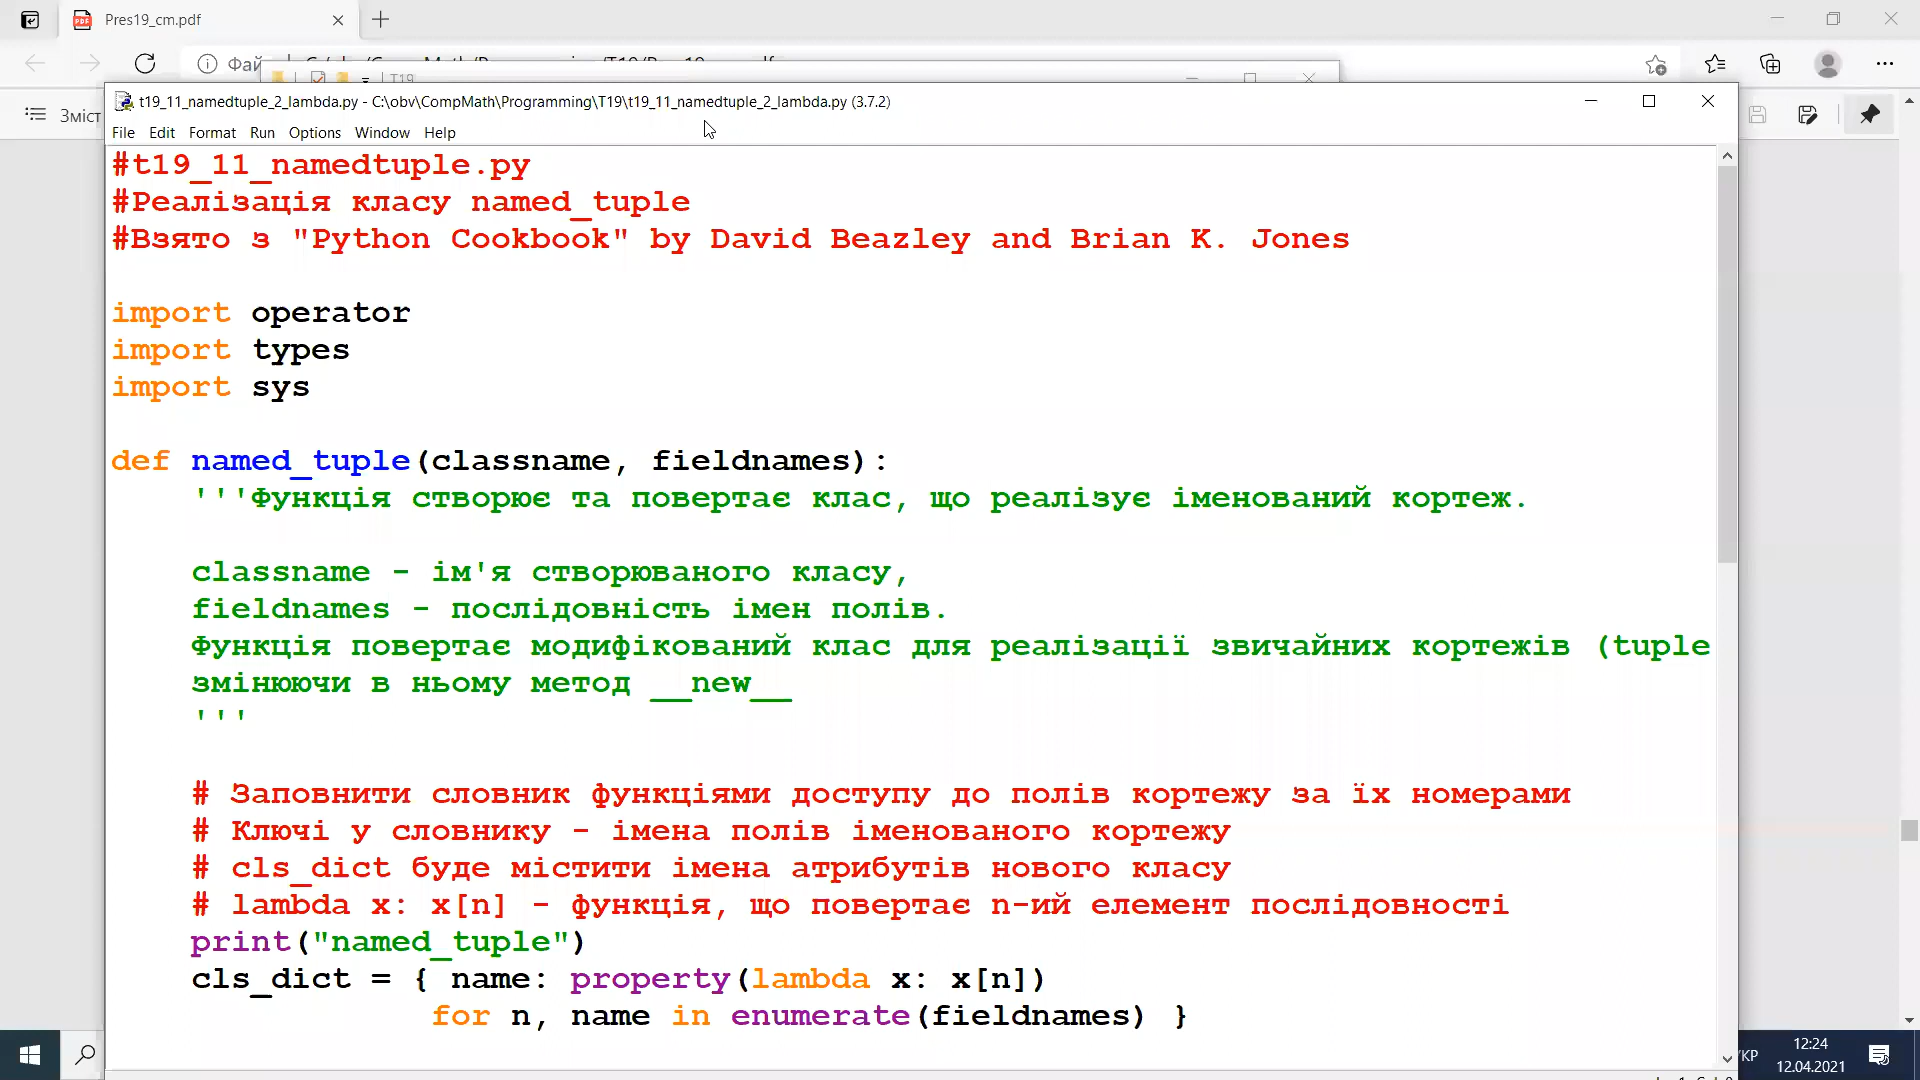 Pres19_cm.pdf
Фай
T19
Зміст
t19_11_namedtuple_2_lambda.py - C:\obv\CompMath\Programming\T19\t19_11_namedtuple_2_lambda.py (3.7.2)
File Edit Format Run Options Window Help
#t19_11_namedtuple.py
#Реалізація класу named_tuple
#Взято з "Python Cookbook" by David Beazley and Brian K. Jones
import operator
import types
import sys
def named_tuple(classname, fieldnames):
'''Функція створює та повертає клас, що реалізує іменований кортеж.
classname - ім'я створюваного класу,
fieldnames - послідовність імен полів.
Функція повертає модифікований клас для реалізації звичайних кортежів (tuple
змінюючи в ньому метод __new__
'''
# Заповнити словник функціями доступу до полів кортежу за їх номерами
# Ключі у словнику - імена полів іменованого кортежу
# cls_dict буде містити імена атрибутів нового класу
# lambda x: x[n] - функція, що повертає n-ий елемент послідовності
print("named_tuple")
cls_dict = { name: property(lambda x: x[n])
for n, name in enumerate(fieldnames) }
УКР
12:24
12.04.2021